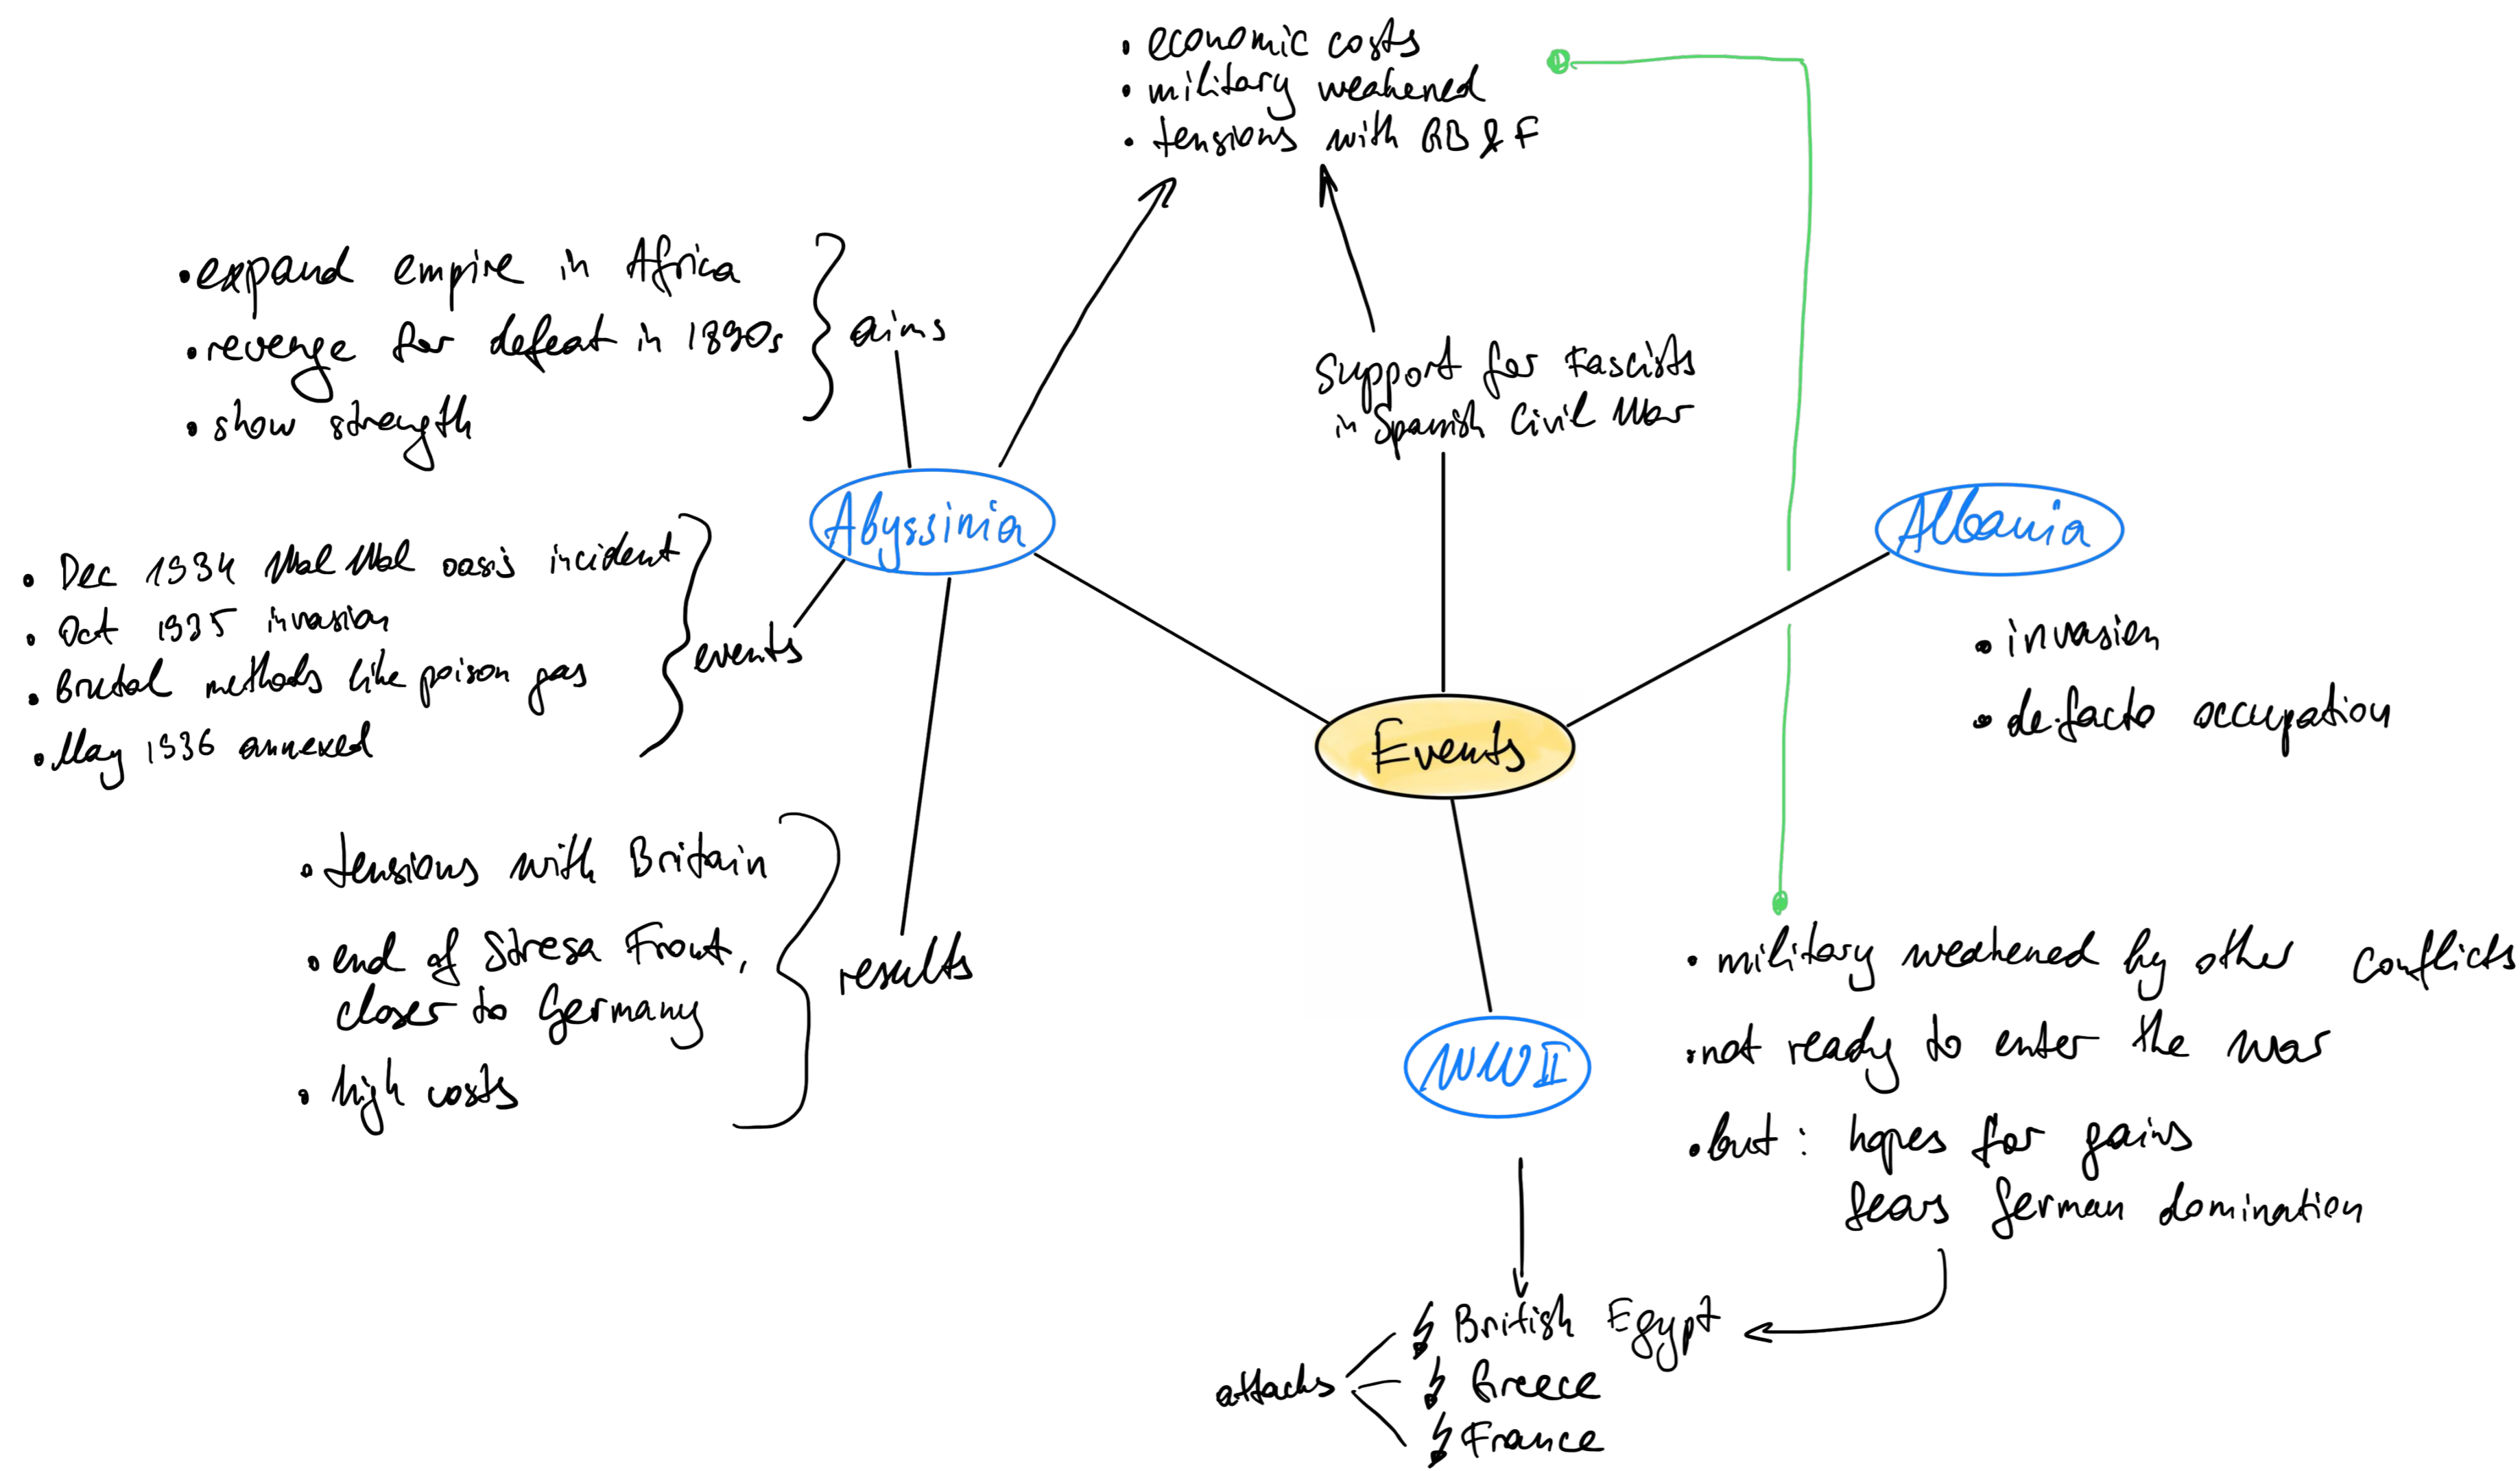 • economic costs
• military weakened
• tensions with GB & F
• expand empire in Africa
• revenge for defeat in 1890s
• show strength
aims
support for Fascists
in Spanish Civil War
Abyssinia
Albania
• Dec 1934 Wal Wal oasis incident
• Oct 1935 invasion
• Brutal methods like poison gas
• May 1936 annexed
events
• invasion
• de facto occupation
Events
• tensions with Britain
• end of Stresa Front,
closer to Germany
• high costs
results
• military weakened by other conflicts
• not ready to enter the war
• but: hopes for gains
fears German domination
WWII
attacks
British Egypt
Greece
France